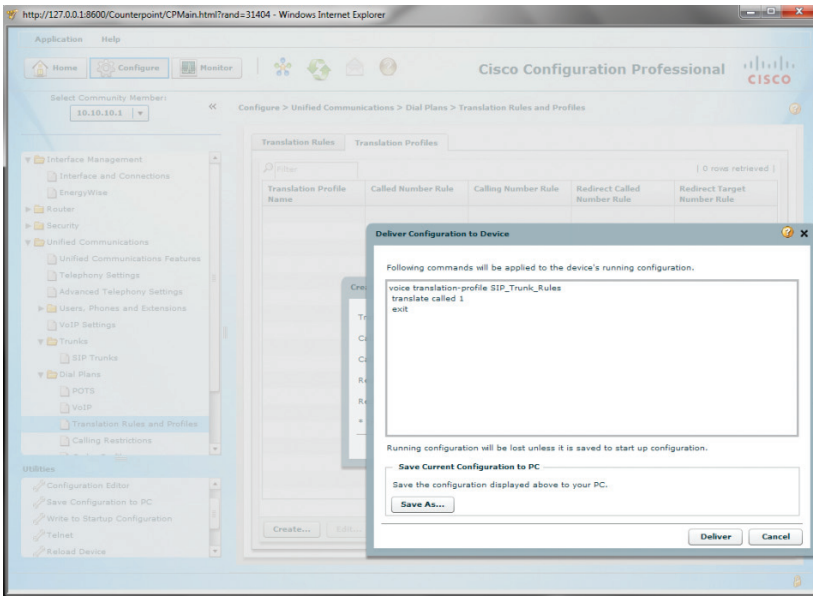 http://127.0.0.1:8600/Counterpoint/CPMain.html?rand=31404 - Windows Internet Explorer
Application Help
Home Configure Monitor
Cisco Configuration Professional
CISCO
Select Community Member:
10.10.10.1
Configure > Unified Communications > Dial Plans > Translation Rules and Profiles
Interface Management
Interface and Connections
EnergyWise
Router
Security
Unified Communications
Unified Communications Features
Telephony Settings
Advanced Telephony Settings
Users, Phones and Extensions
VoIP Settings
Trunks
SIP Trunks
Dial Plans
POTS
VoIP
Translation Rules and Profiles
Calling Restrictions
Utilities
Configuration Editor
Save Configuration to PC
Write to Startup Configuration
Telnet
Reload Device
Translation Rules Translation Profiles
Filter
| 0 rows retrieved |
Translation Profile Name
Called Number Rule
Calling Number Rule
Redirect Called Number Rule
Redirect Target Number Rule
Create...
Deliver Configuration to Device
Following commands will be applied to the device's running configuration.
voice translation-profile SIP_Trunk_Rules
translate called 1
exit
Running configuration will be lost unless it is saved to start up configuration.
Save Current Configuration to PC
Save the configuration displayed above to your PC.
Save As...
Deliver Cancel